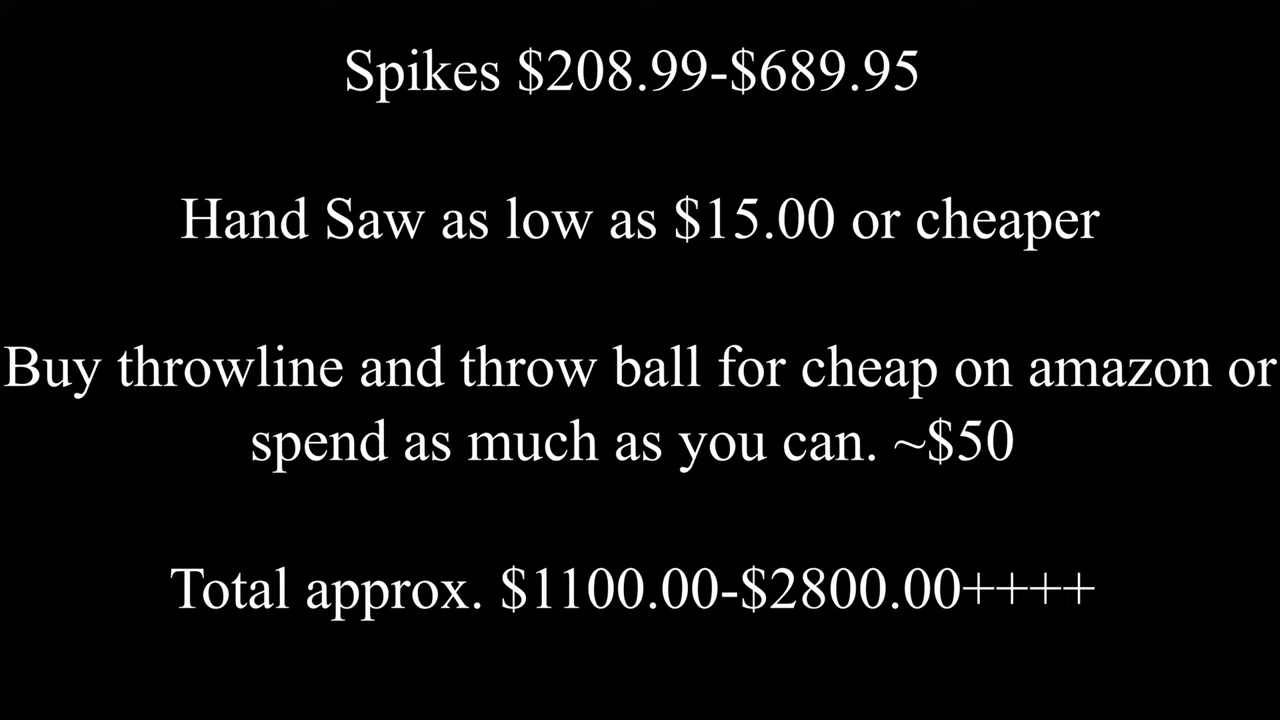 Spikes $208.99-$689.95
Hand Saw as low as $15.00 or cheaper
Buy throwline and throw ball for cheap on amazon or
spend as much as you can. ~$50
Total approx. $1100.00-$2800.00++++